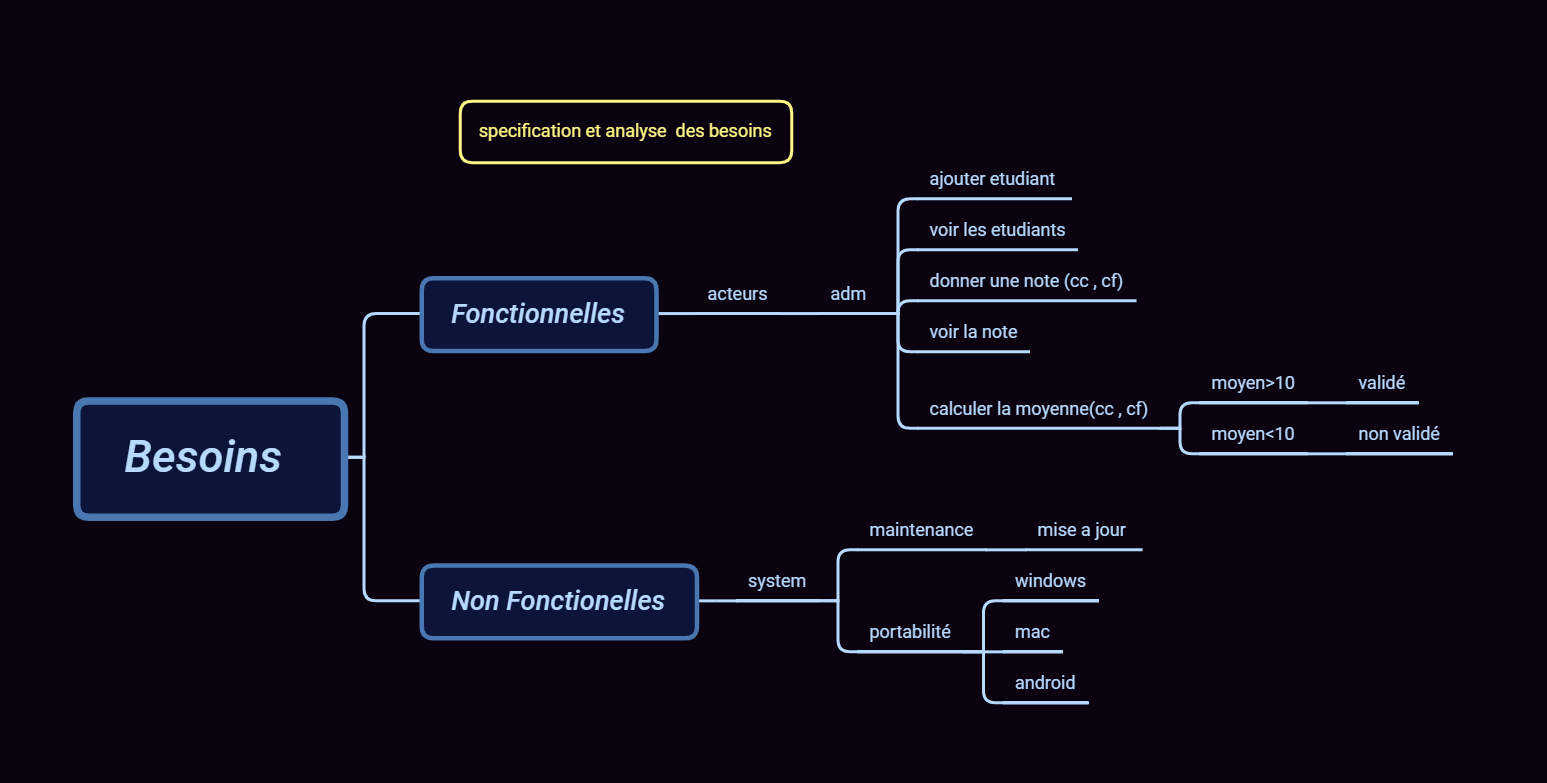 specification et analyse  des besoins
Besoins
Fonctionnelles
acteurs
adm
ajouter etudiant
voir les etudiants
donner une note (cc , cf)
voir la note
calculer la moyenne(cc , cf)
moyen>10
validé
moyen<10
non validé
Non Fonctionelles
system
maintenance
mise a jour
portabilité
windows
mac
android